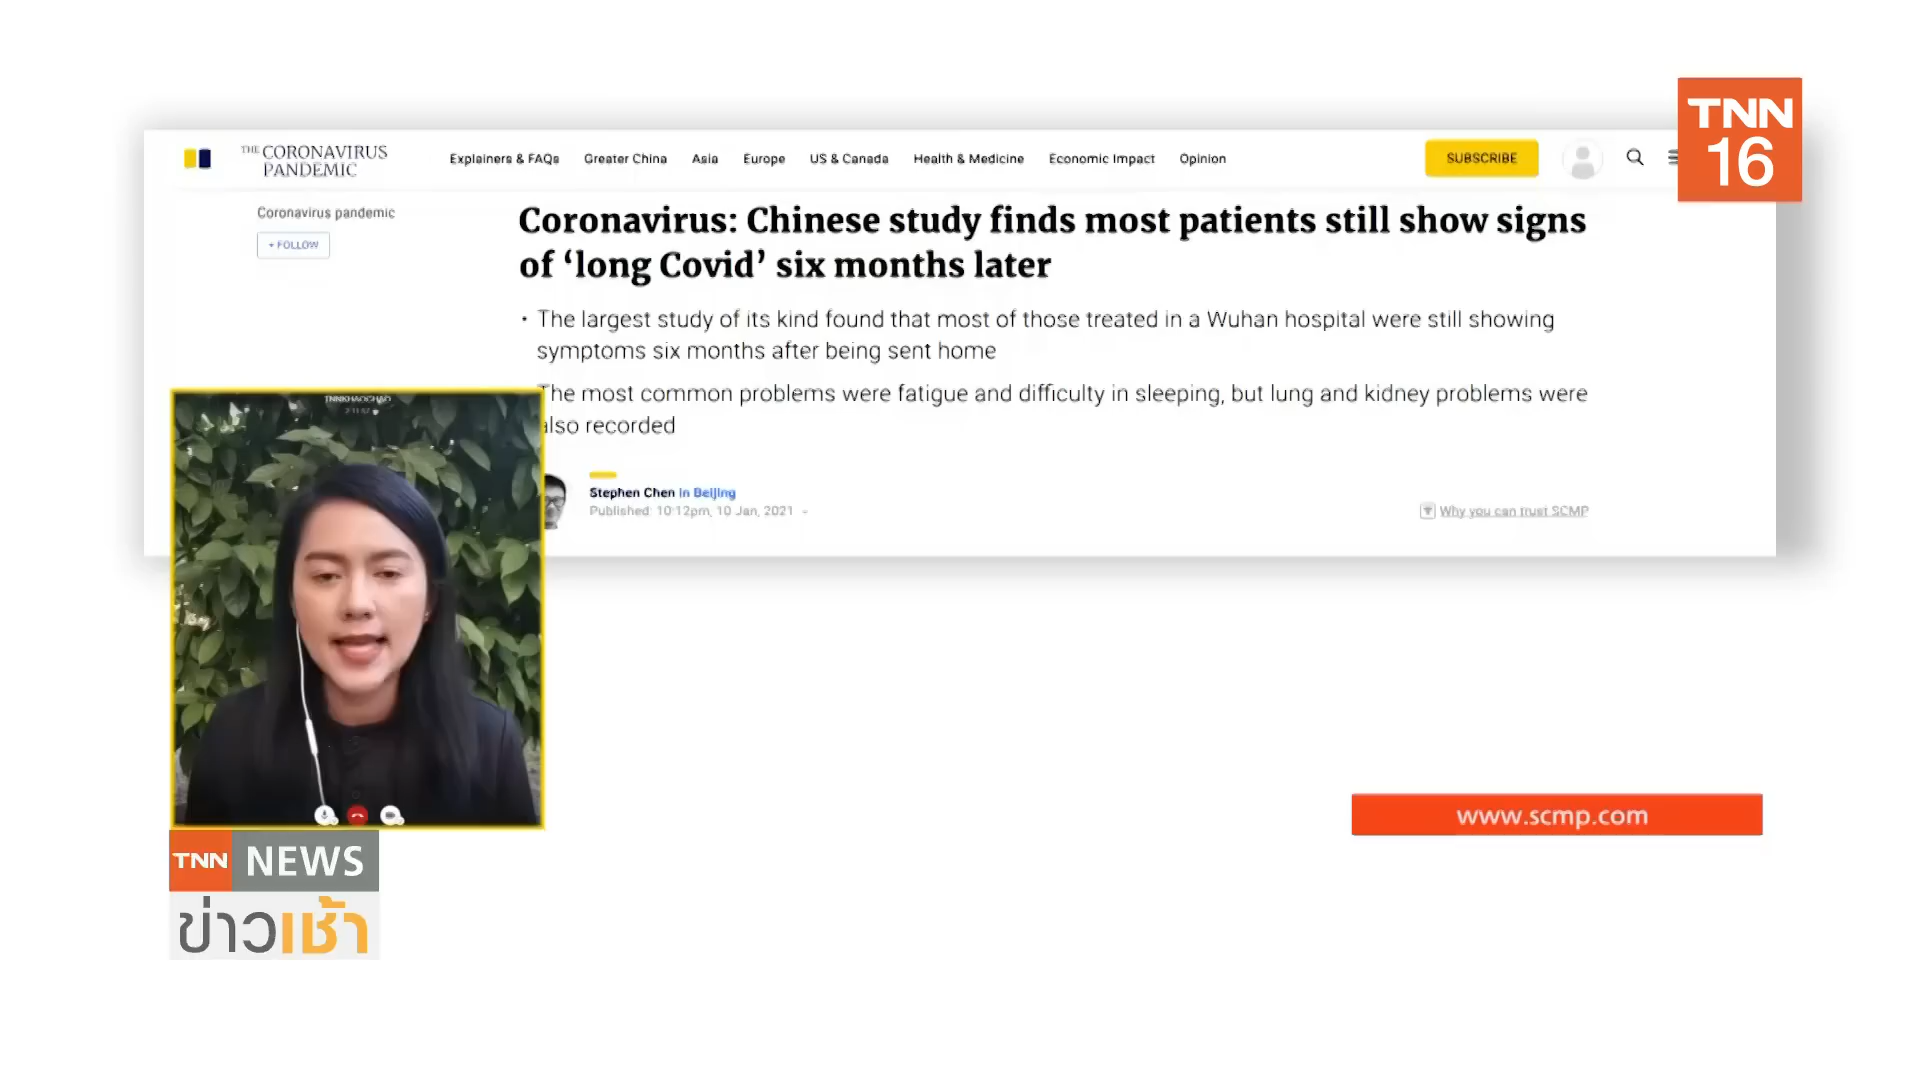 TNN
16
THE CORONAVIRUS
PANDEMIC
Explainers & FAQs Greater China Asia Europe US & Canada Health & Medicine Economic Impact Opinion
SUBSCRIBE
Coronavirus pandemic
+ FOLLOW
Coronavirus: Chinese study finds most patients still show signs
of ‘long Covid’ six months later
• The largest study of its kind found that most of those treated in a Wuhan hospital were still showing
symptoms six months after being sent home
The most common problems were fatigue and difficulty in sleeping, but lung and kidney problems were
also recorded
Stephen Chen in Beijing
Published: 10:12pm, 10 Jan, 2021
Why you can trust SCMP
TNNKHAOCHAO
www.scmp.com
TNN NEWS
ข่าวเช้า